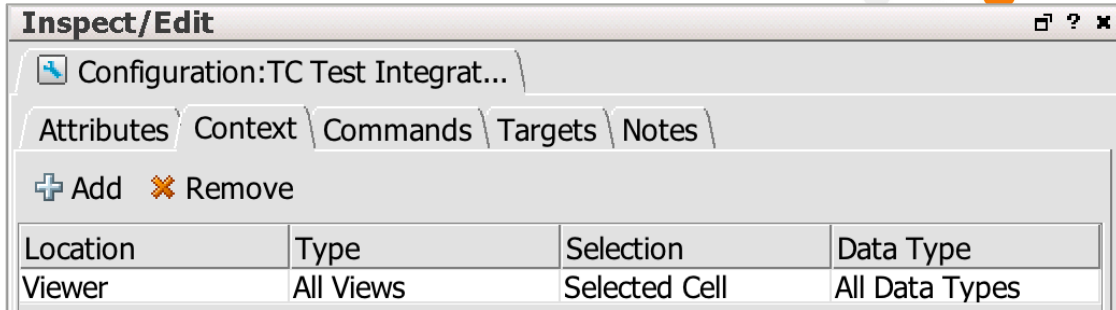 Inspect/Edit ?
Configuration:TC Test Integrat...
Attributes Context Commands Targets Notes
Add Remove
Location Type Selection Data Type
Viewer All Views Selected Cell All Data Types